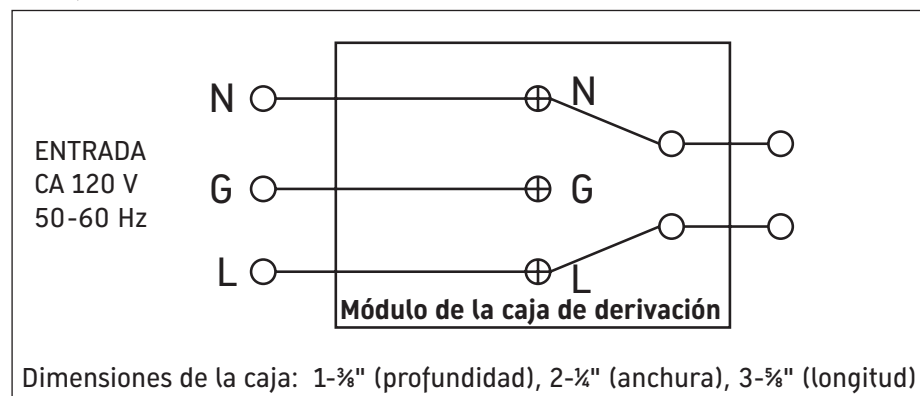 N
N
ENTRADA
CA 120 V
50-60 Hz
G
G
L
L
Módulo de la caja de derivación
Dimensiones de la caja: 1-⅜" (profundidad), 2-¼" (anchura), 3-⅝" (longitud)